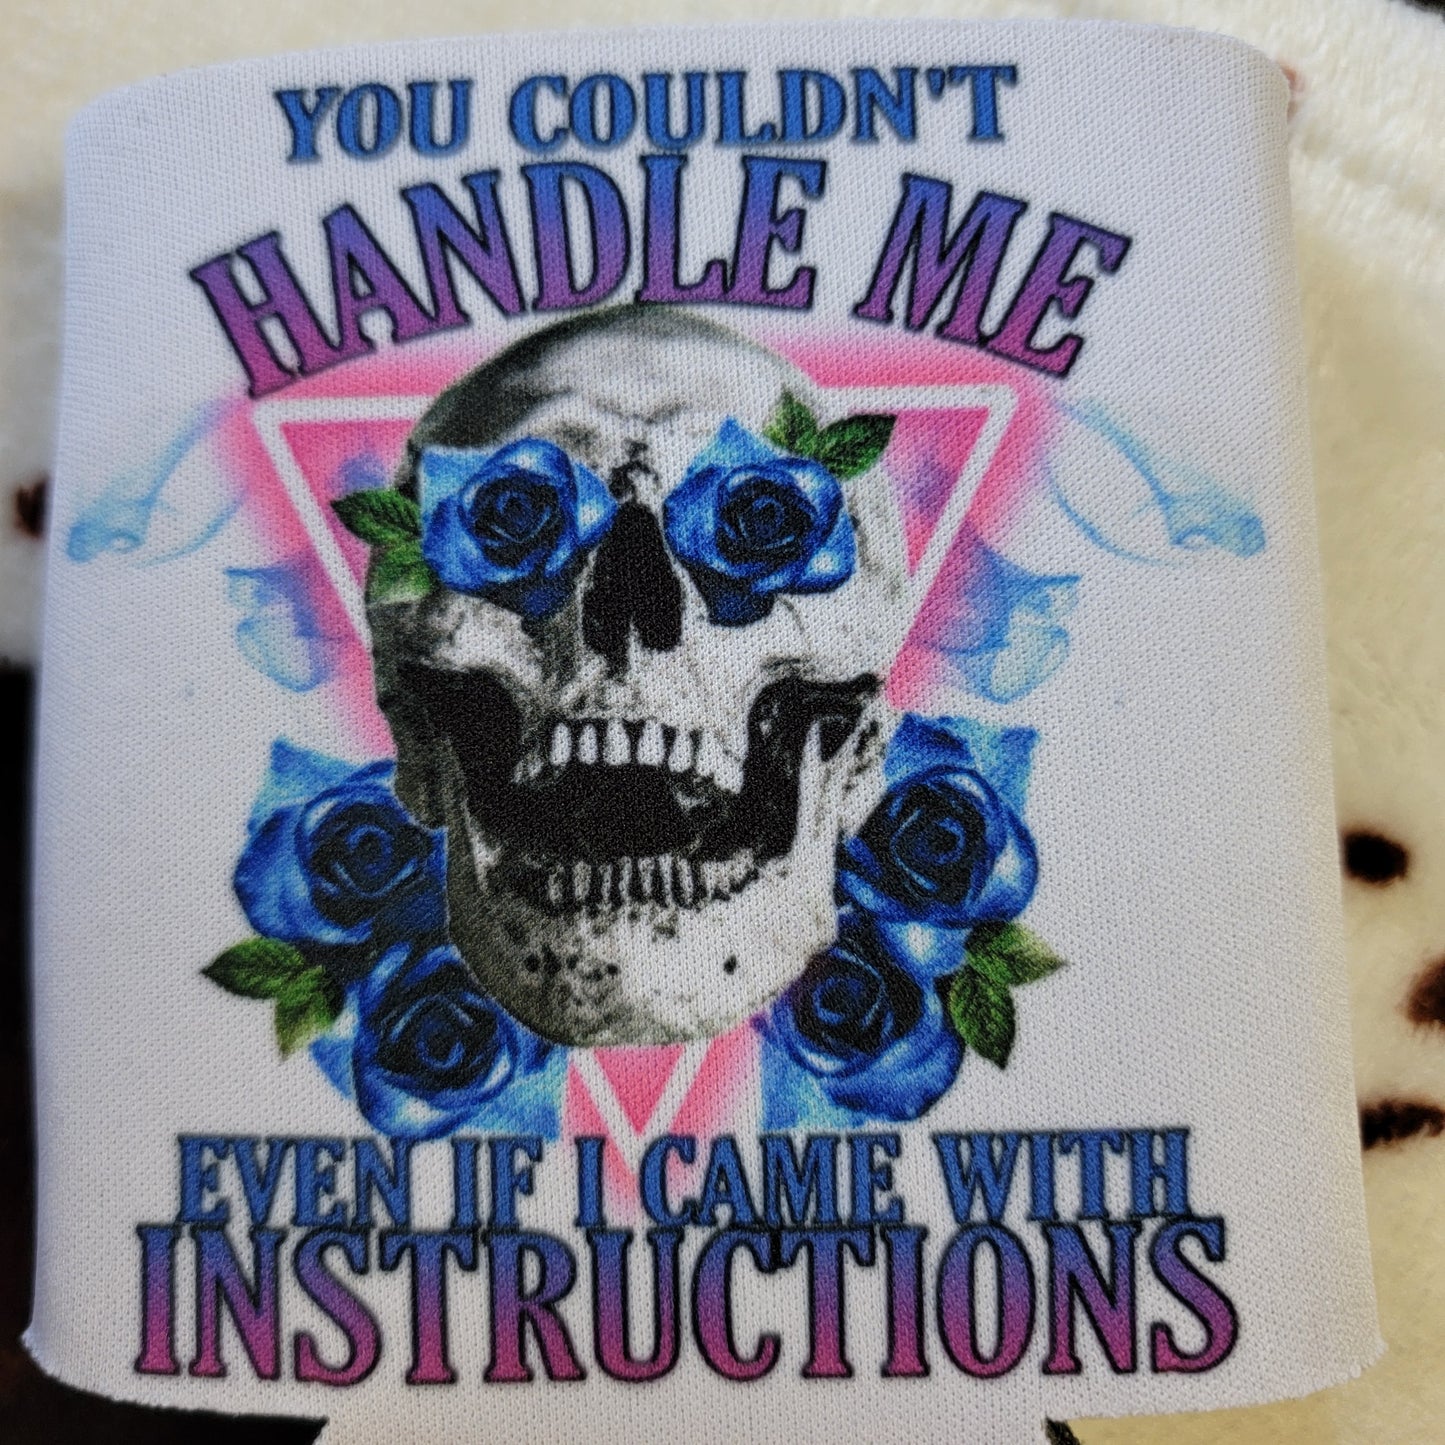 YOU COULDN'T
HANDLE ME
EVEN IF I CAME WITH
INSTRUCTIONS